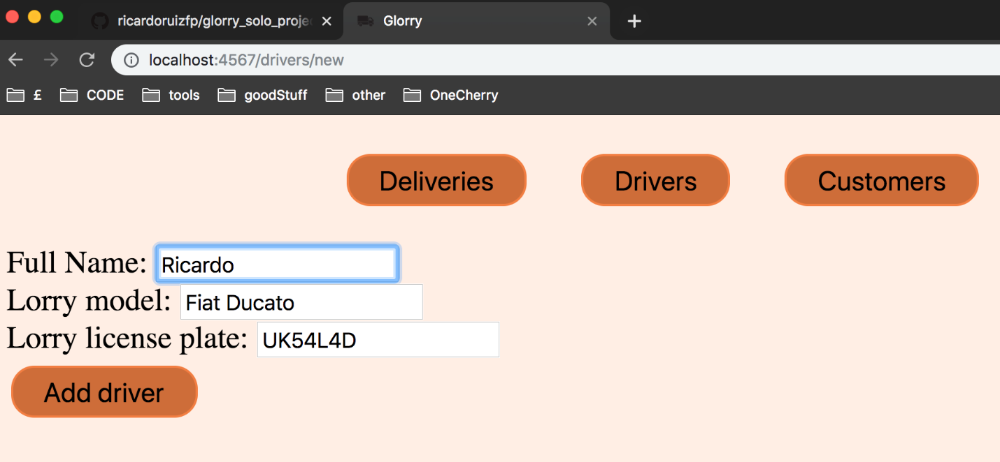 ricardoruizfp/glorry_solo_proje
Glorry
localhost:4567/drivers/new
£ CODE tools goodStuff other OneCherry
Deliveries Drivers Customers
Full Name: Ricardo
Lorry model: Fiat Ducato
Lorry license plate: UK54L4D
Add driver